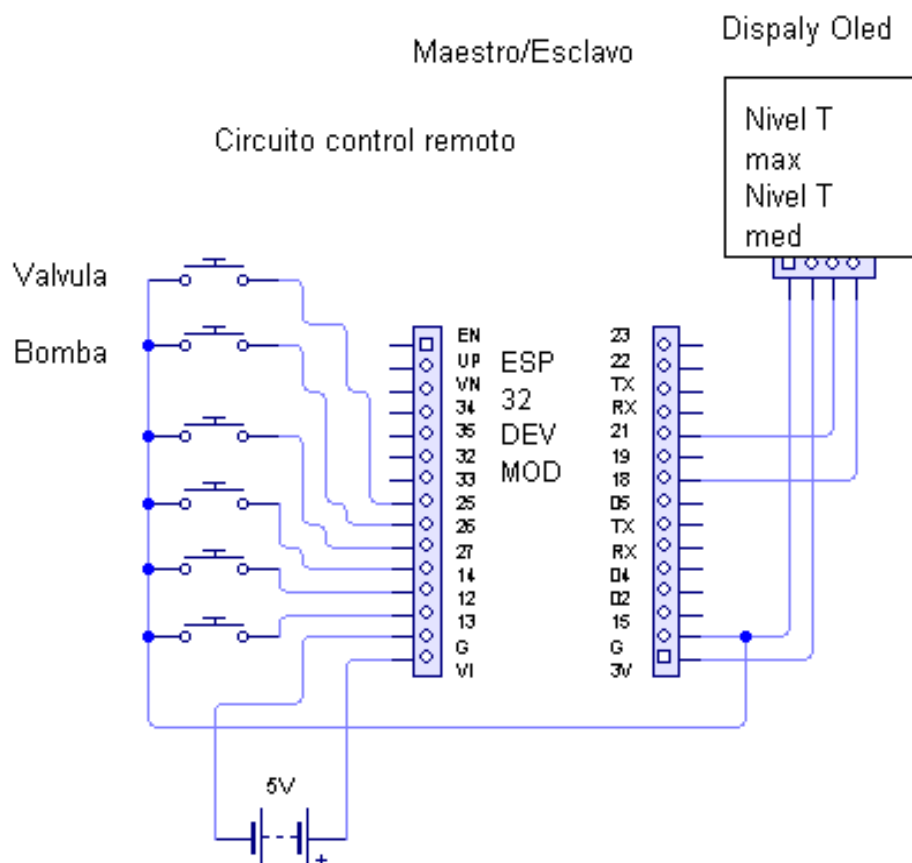 Dispaly Oled
Maestro/Esclavo
Circuito control remoto
Nivel T
max
Nivel T
med
Valvula
Bomba
EN
UP
VN
34
35
32
33
25
26
27
14
12
13
G
VI
ESP
32
DEV
MOD
23
22
TX
RX
21
19
18
D5
TX
RX
D4
D2
15
G
3V
5V
+